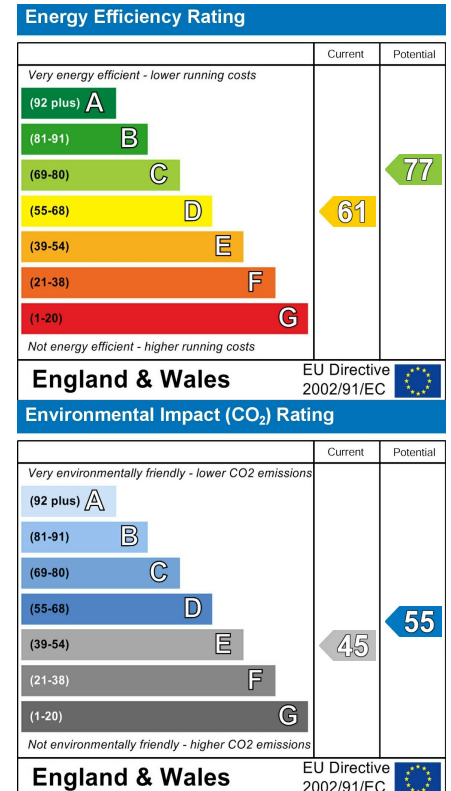 Energy Efficiency Rating
Current Potential
Very energy efficient - lower running costs
(92 plus) A
(81-91) B
(69-80) C
77
(55-68) D
61
(39-54) E
(21-38) F
(1-20) G
Not energy efficient - higher running costs
England & Wales
EU Directive
2002/91/EC
Environmental Impact (CO₂) Rating
Current Potential
Very environmentally friendly - lower CO2 emissions
(92 plus) A
(81-91) B
(69-80) C
(55-68) D
55
(39-54) E
45
(21-38) F
(1-20) G
Not environmentally friendly - higher CO2 emissions
England & Wales
EU Directive
2002/91/EC